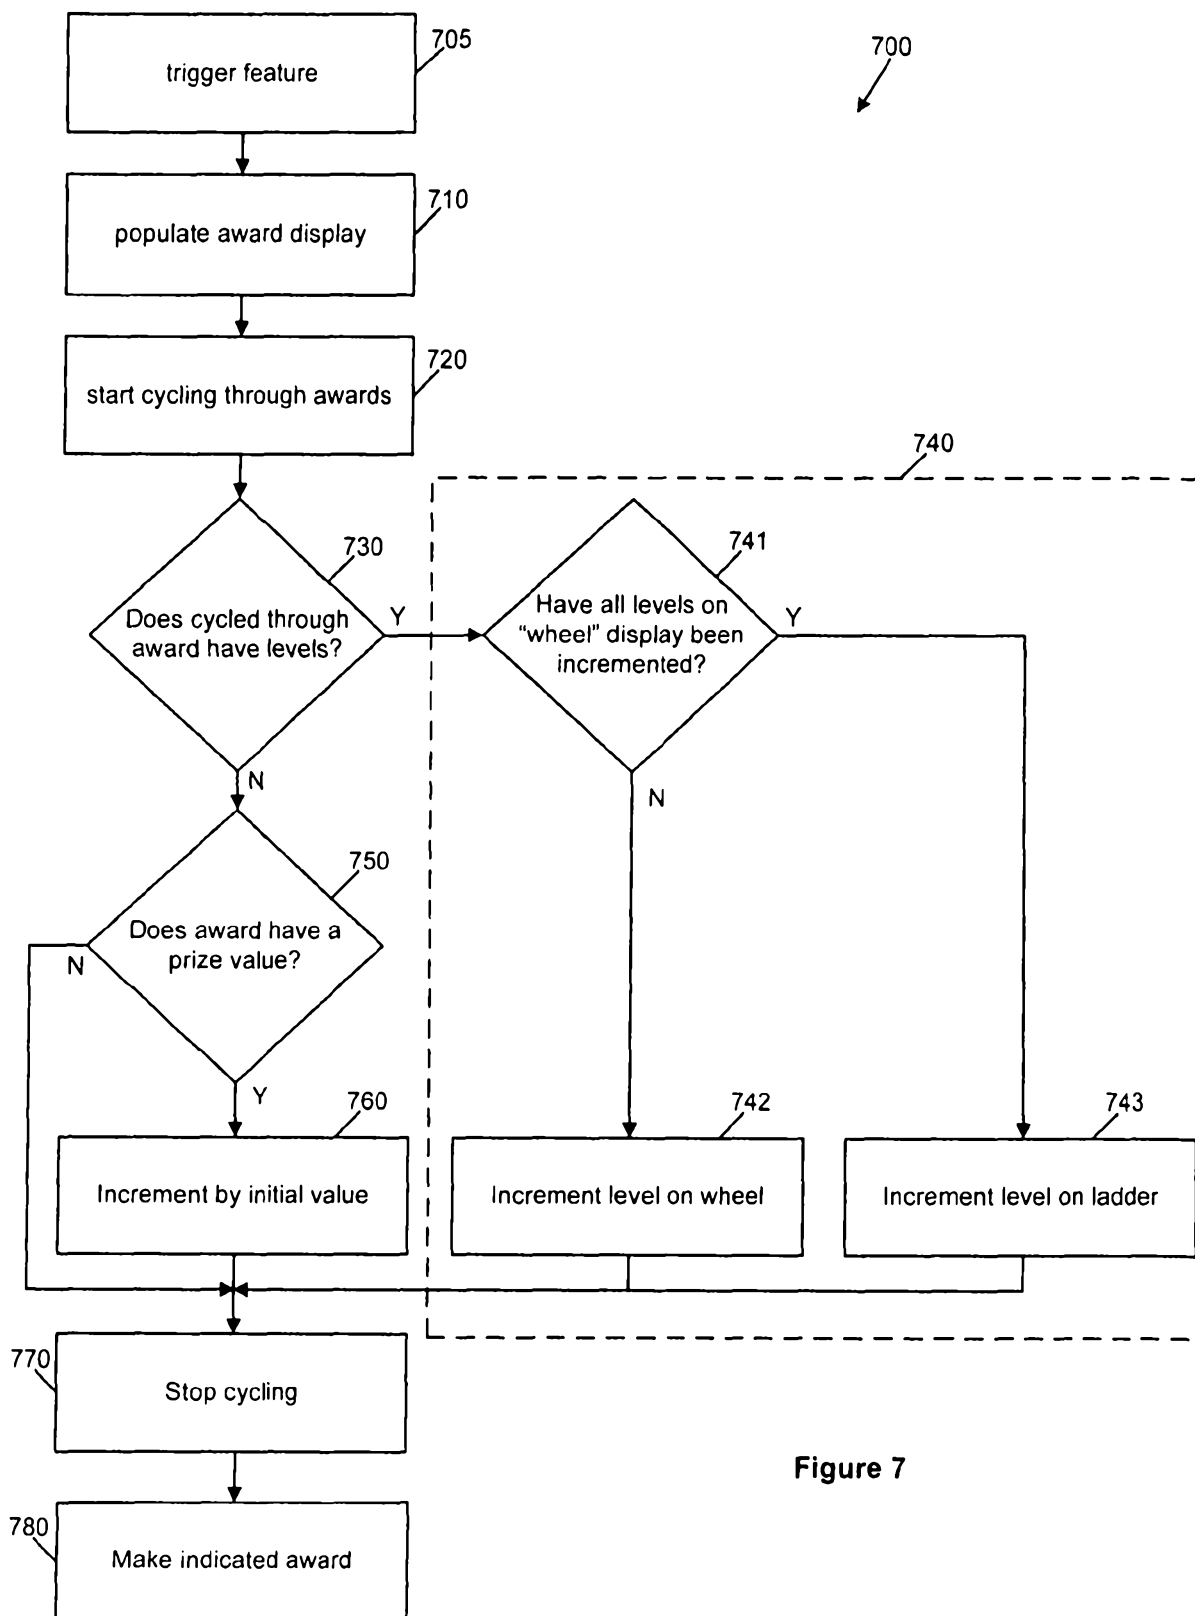 705
700
trigger feature
710
populate award display
720
start cycling through awards
740
730
741
Does cycled through
award have levels?
Y
Have all levels on
“wheel” display been
incremented?
Y
N
N
750
Does award have a
prize value?
N
Y
760
742
743
Increment by initial value
Increment level on wheel
Increment level on ladder
770
Stop cycling
Figure 7
780
Make indicated award